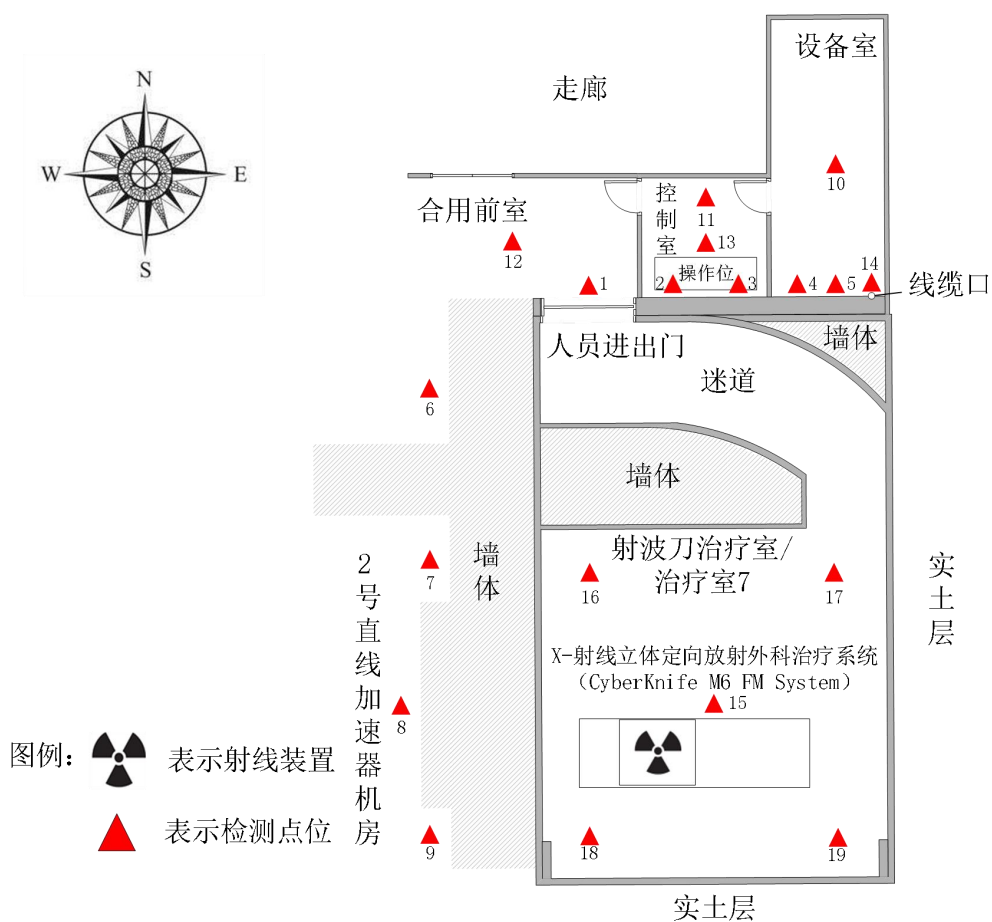 设备室
走廊
N
W
E
S
10
控
制
室
11
合用前室
12
13
操作位
14
1
2
3
4
5
线缆口
人员进出门
墙体
迷道
6
墙体
射波刀治疗室/
治疗室7
墙
体
2
号
直
线
加
速
器
机
房
7
16
17
实
土
层
X-射线立体定向放射外科治疗系统
（CyberKnife M6 FM System）
15
8
图例：
表示射线装置
表示检测点位
9
18
19
实土层